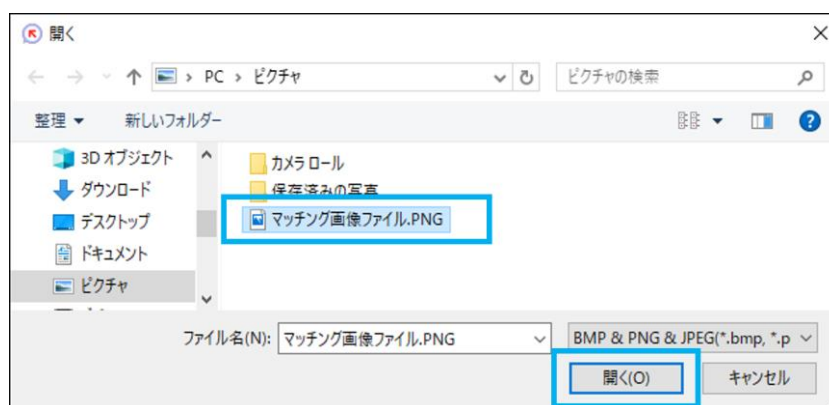 開く
PC › ピクチャ
ピクチャの検索
整理
新しいフォルダー
3D オブジェクト
ダウンロード
デスクトップ
ドキュメント
ピクチャ
カメラ ロール
保存済みの写真
マッチング画像ファイル.PNG
ファイル名(N):
マッチング画像ファイル.PNG
BMP & PNG & JPEG(*.bmp, *.p
開く(O)
キャンセル